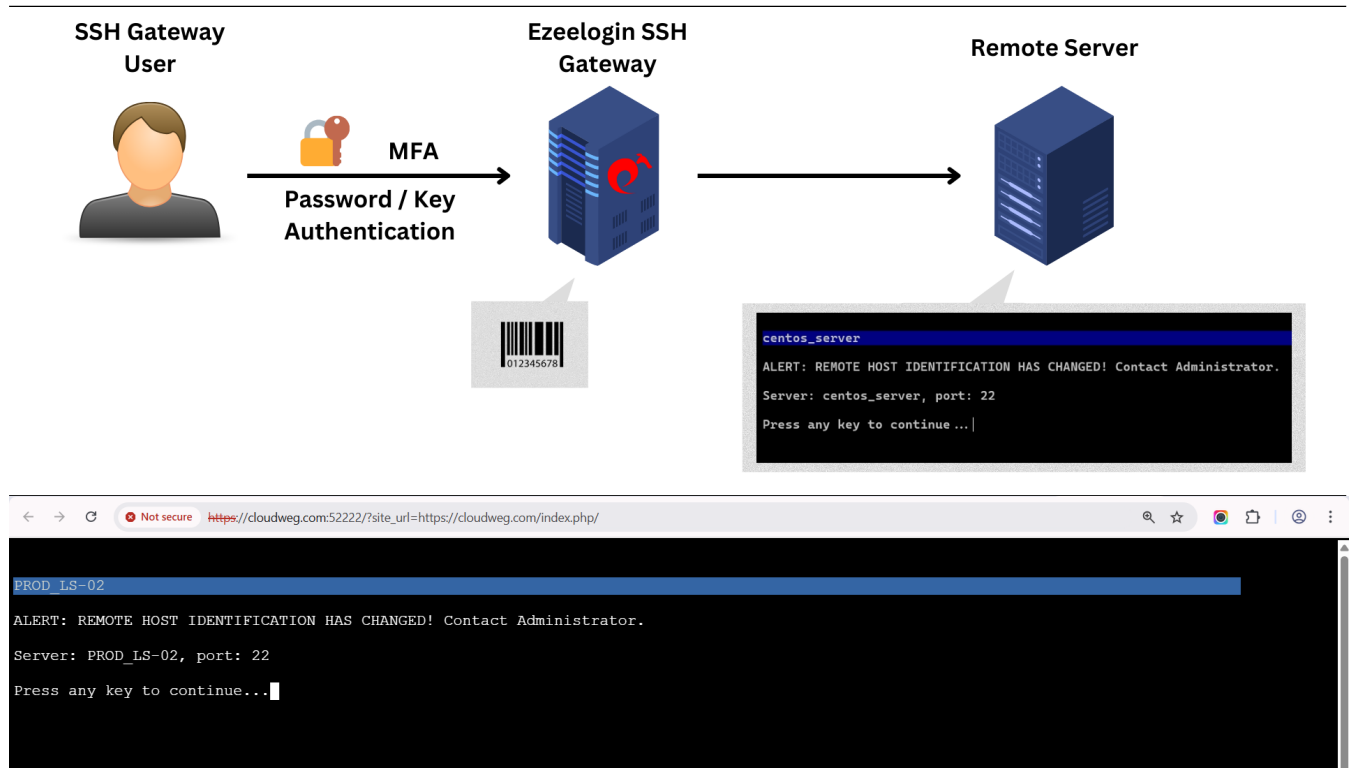 SSH Gateway
User
Ezeelogin SSH
Gateway
Remote Server
MFA
Password / Key
Authentication
012345678
centos_server
ALERT: REMOTE HOST IDENTIFICATION HAS CHANGED! Contact Administrator.
Server: centos_server, port: 22
Press any key to continue...
Not secure https://cloudweg.com:52222/?site_url=https://cloudweg.com/index.php/
PROD_LS-02
ALERT: REMOTE HOST IDENTIFICATION HAS CHANGED! Contact Administrator.
Server: PROD_LS-02, port: 22
Press any key to continue...